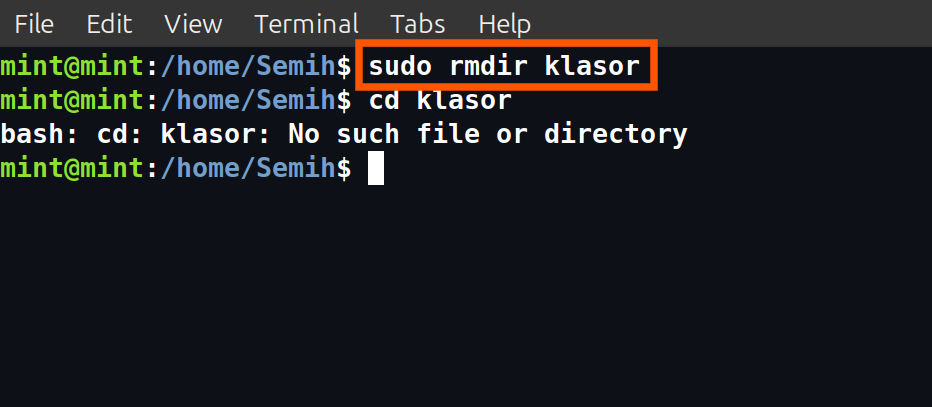 File Edit View Terminal Tabs Help
mint@mint:/home/Semih$ sudo rmdir klasor
mint@mint:/home/Semih$ cd klasor
bash: cd: klasor: No such file or directory
mint@mint:/home/Semih$